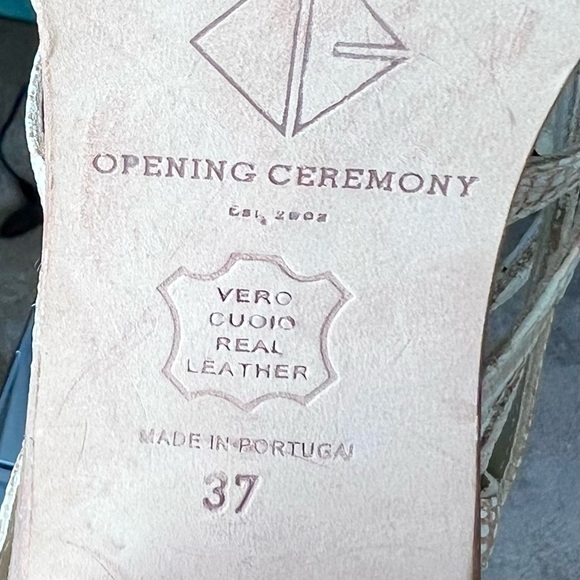 OPENING CEREMONY
EST. 2002
VERO
CUOIO
REAL
LEATHER
MADE IN PORTUGAL
37